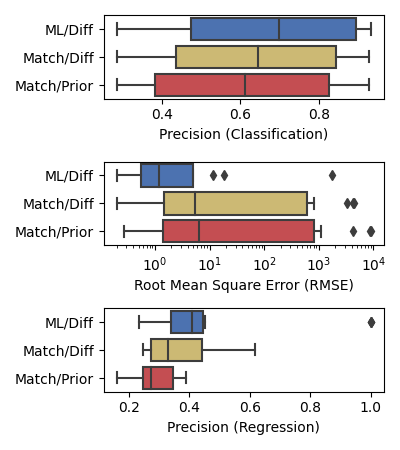 ML/Diff
Match/Diff
Match/Prior
0.4 0.6 0.8
Precision (Classification)
ML/Diff
Match/Diff
Match/Prior
10^0 10^1 10^2 10^3 10^4
Root Mean Square Error (RMSE)
ML/Diff
Match/Diff
Match/Prior
0.2 0.4 0.6 0.8 1.0
Precision (Regression)